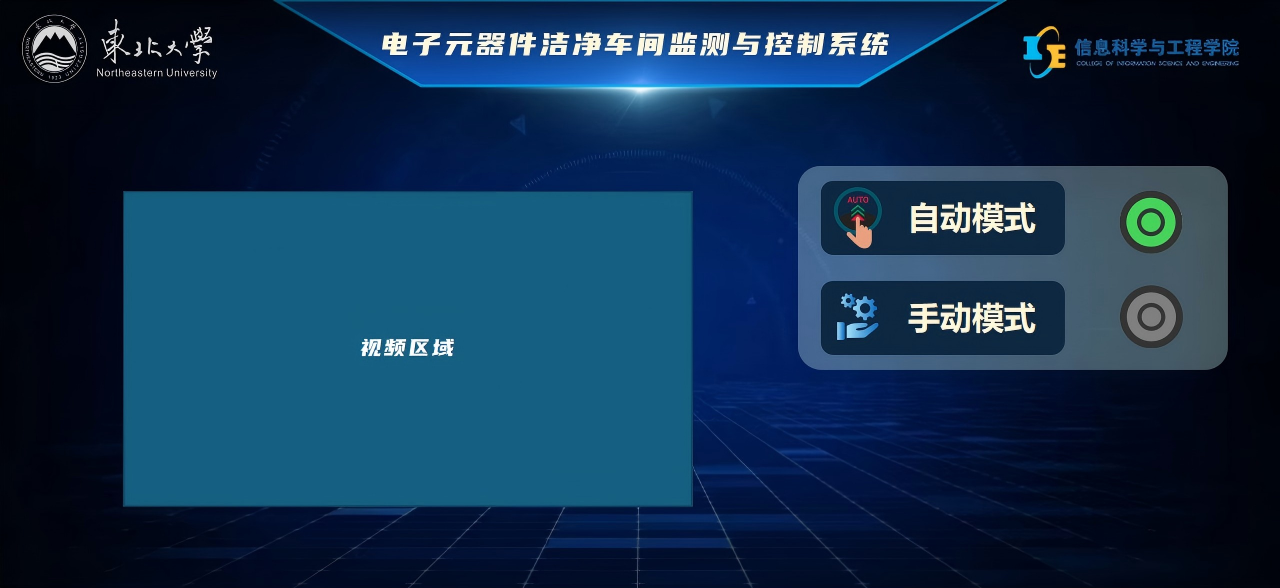 東北大學
Northeastern University
电子元器件洁净车间监测与控制系统
信息科学与工程学院
COLLEGE OF INFORMATION SCIENCE AND ENGINEERING
视频区域
AUTO
自动模式
手动模式